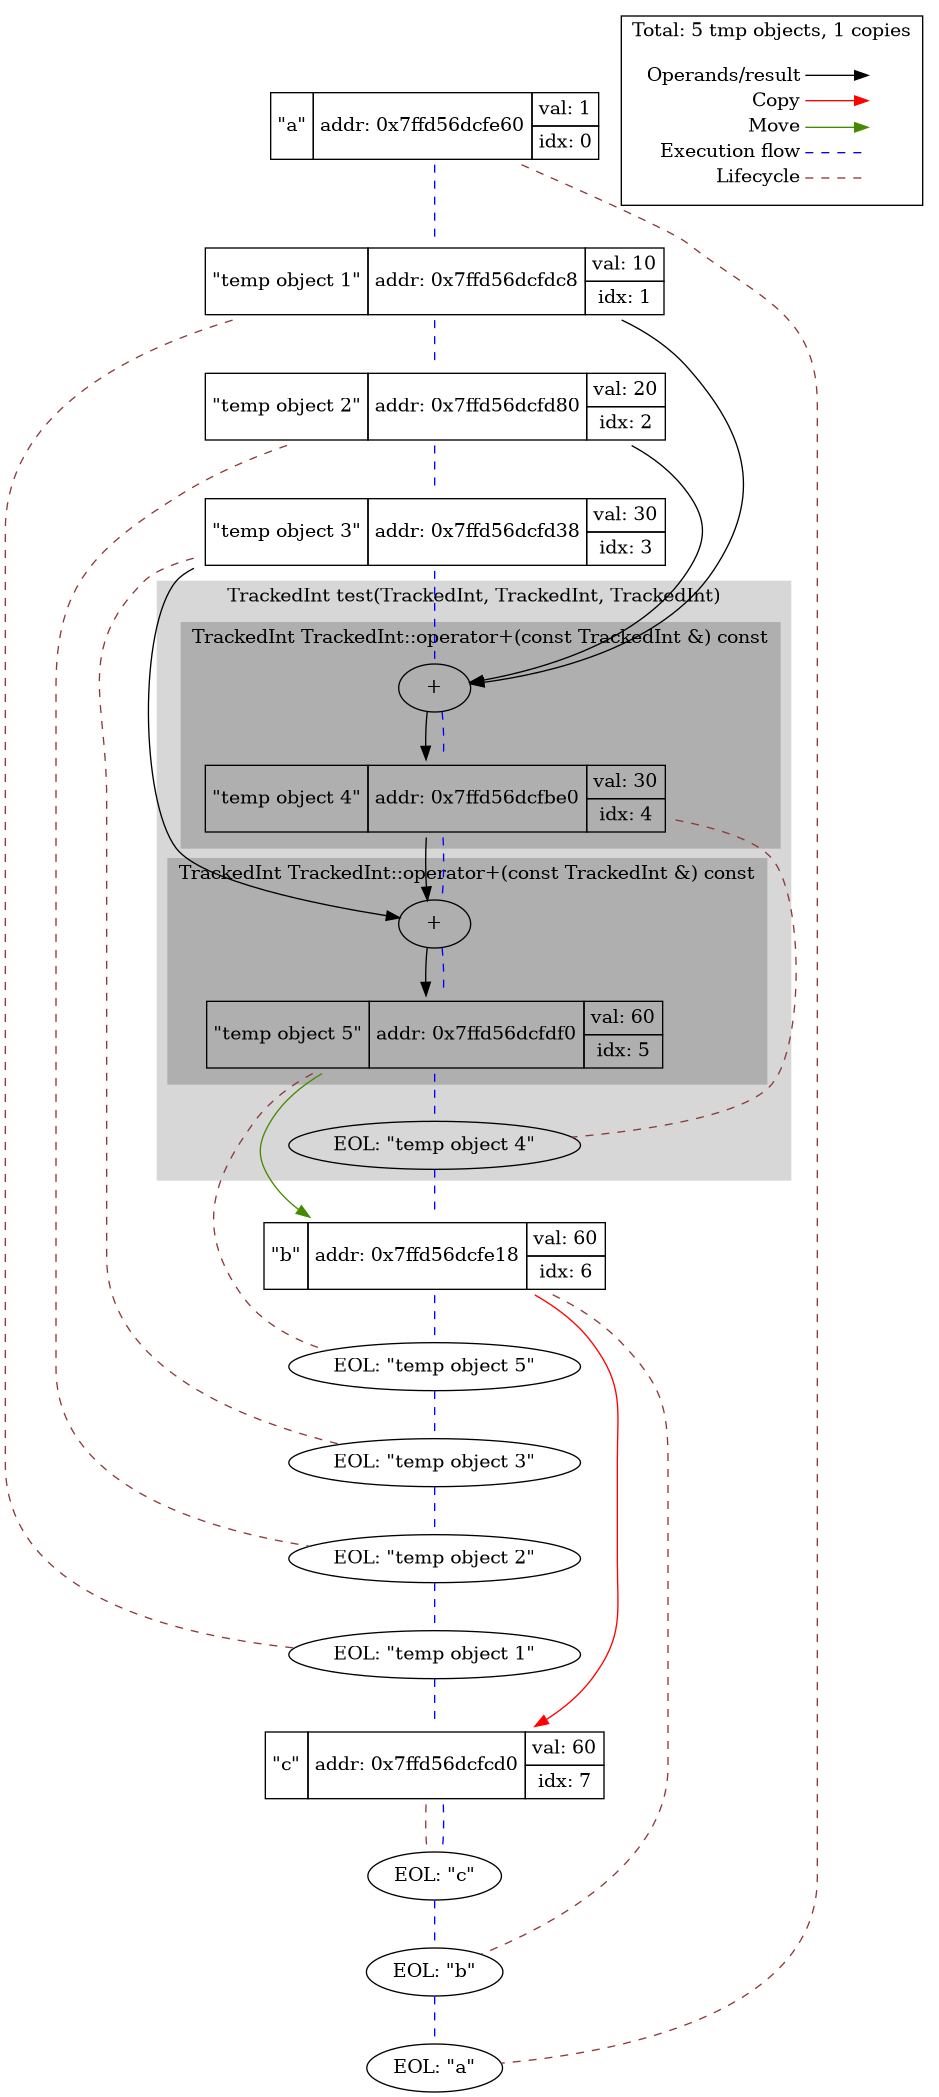 Total: 5 tmp objects, 1 copies
Operands/result
Copy
Move
Execution flow
Lifecycle
"a"
addr: 0x7ffd56dcfe60
val: 1
idx: 0
"temp object 1"
addr: 0x7ffd56dcfdc8
val: 10
idx: 1
"temp object 2"
addr: 0x7ffd56dcfd80
val: 20
idx: 2
"temp object 3"
addr: 0x7ffd56dcfd38
val: 30
idx: 3
TrackedInt test(TrackedInt, TrackedInt, TrackedInt)
TrackedInt TrackedInt::operator+(const TrackedInt &) const
+
"temp object 4"
addr: 0x7ffd56dcfbe0
val: 30
idx: 4
TrackedInt TrackedInt::operator+(const TrackedInt &) const
+
"temp object 5"
addr: 0x7ffd56dcfdf0
val: 60
idx: 5
EOL: "temp object 4"
"b"
addr: 0x7ffd56dcfe18
val: 60
idx: 6
EOL: "temp object 5"
EOL: "temp object 3"
EOL: "temp object 2"
EOL: "temp object 1"
"c"
addr: 0x7ffd56dcfcd0
val: 60
idx: 7
EOL: "c"
EOL: "b"
EOL: "a"